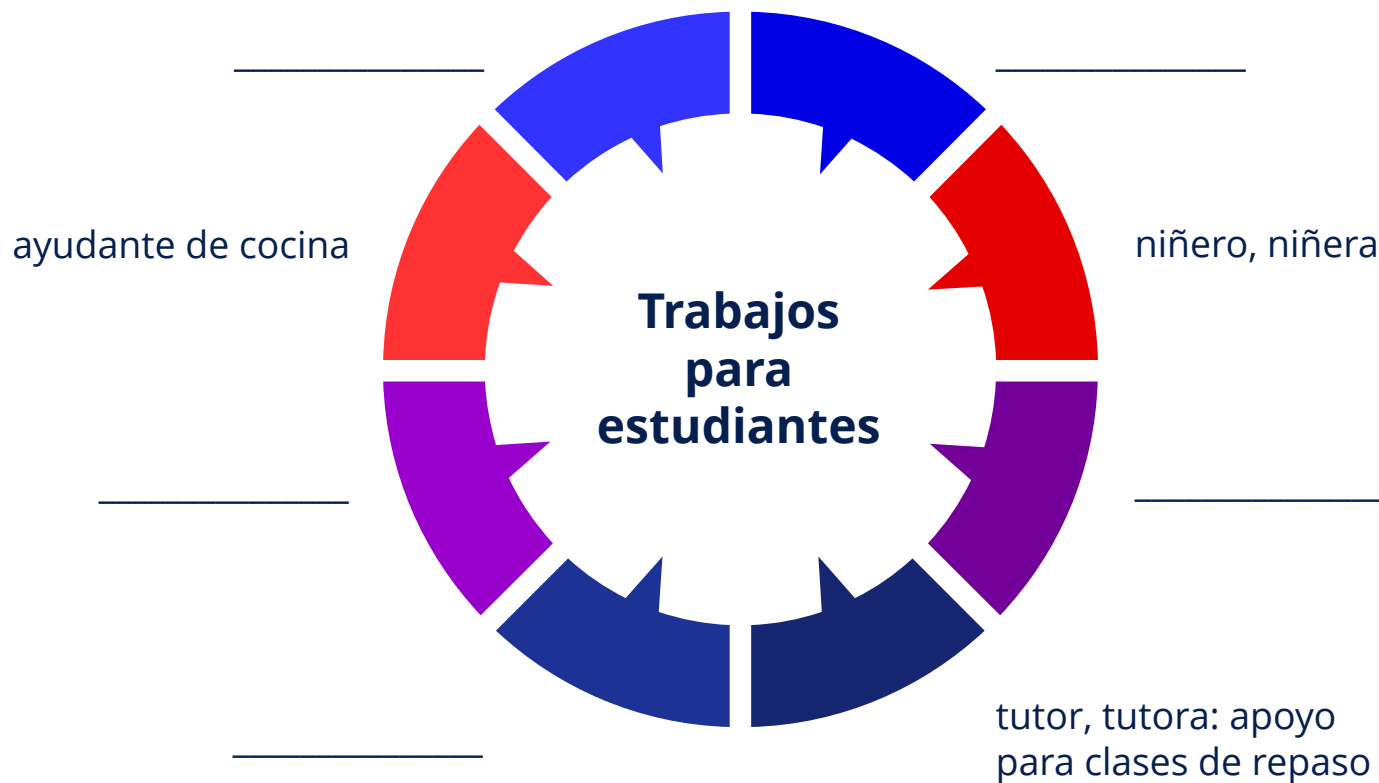 ayudante de cocina
niñero, niñera
Trabajos
para
estudiantes
tutor, tutora: apoyo
para clases de repaso